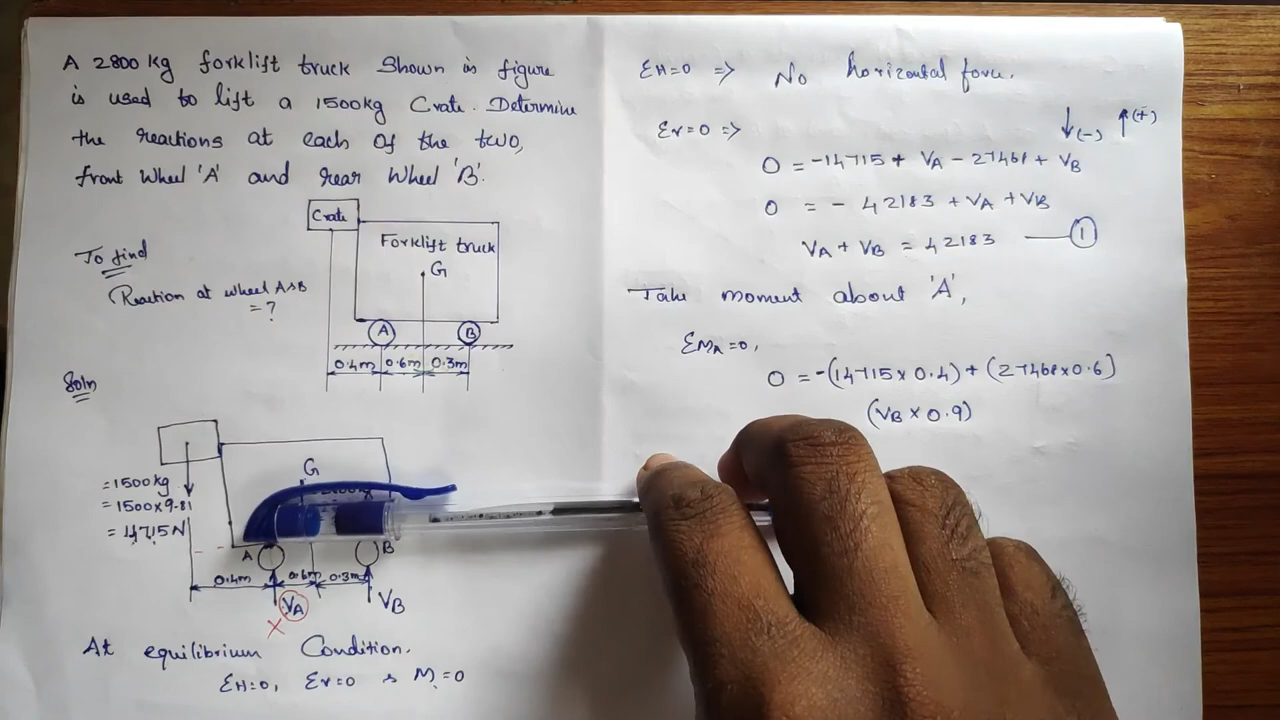 A 2800 kg forklift truck Shown in figure
is used to lift a 1500kg Crate. Determine
the reactions at each of the two,
front wheel 'A' and rear wheel 'B'.
Crate
Forklift truck
G
To find
Reaction at wheel A & B
= ?
A
B
0.4m
0.6m
0.3m
Soln
G
= 1500kg
= 1500x9.81
= 14715N
A
B
0.4m
0.6m
0.3m
VA
VB
x
At equilibrium Condition.
ΣH=0, ΣV=0 & M=0
ΣH=0 => No horizontal force.
ΣV=0 =>
↓(-) ↑(+)
0 = -14715 + VA - 27468 + VB
0 = - 42183 + VA + VB
VA + VB = 42183 — 1
Take moment about 'A',
ΣMA=0,
0 = -(14715 x 0.4) + (27468 x 0.6)
(VB x 0.9)